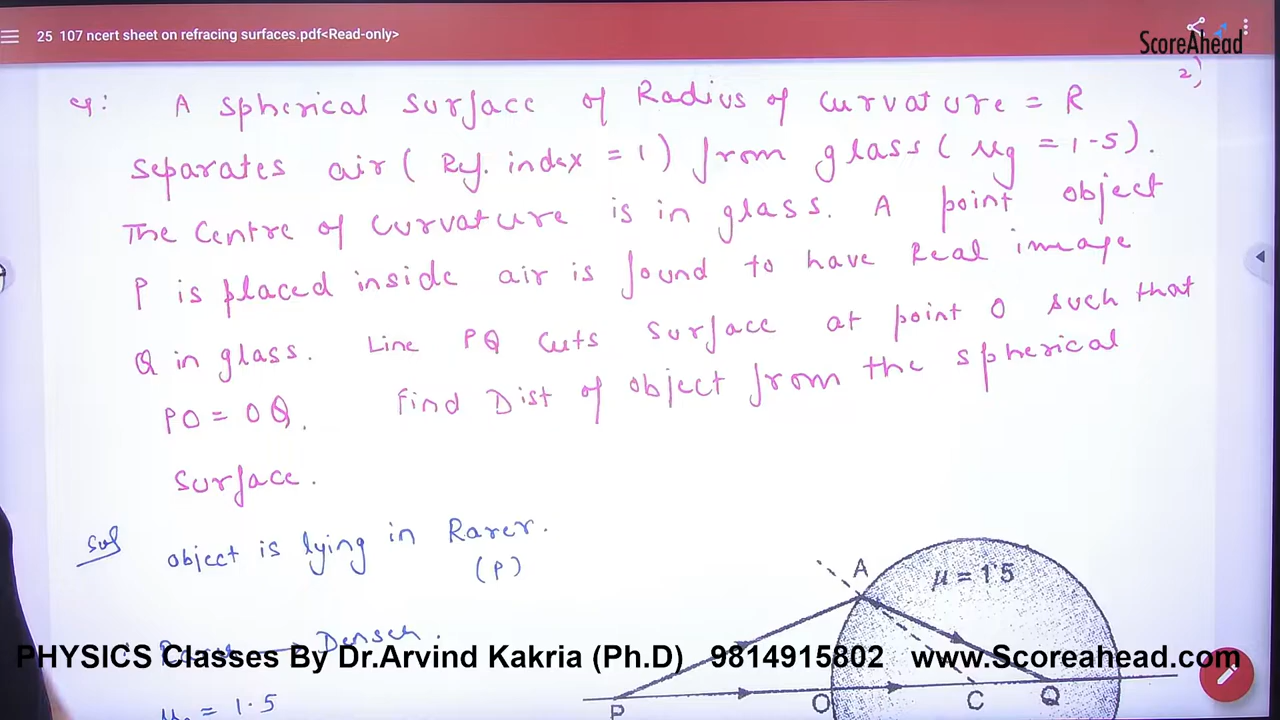 25 107 ncert sheet on refracing surfaces.pdf<Read-only>
ScoreAhead
2)
A spherical surface of Radius of curvature = R
separates air ( Ref. index = 1 ) from glass ( μg = 1.5 ).
The Centre of curvature is in glass. A point object
P is placed inside air is found to have Real image
Q in glass. Line PQ cuts surface at point O such that
PO = OQ. Find Dist of object from the spherical
surface.
Sol object is lying in Rarer.
(P)
A
μ = 1.5
Denser.
PHYSICS Classes By Dr.Arvind Kakria (Ph.D) 9814915802 www.Scoreahead.com
= 1.5
P O C Q